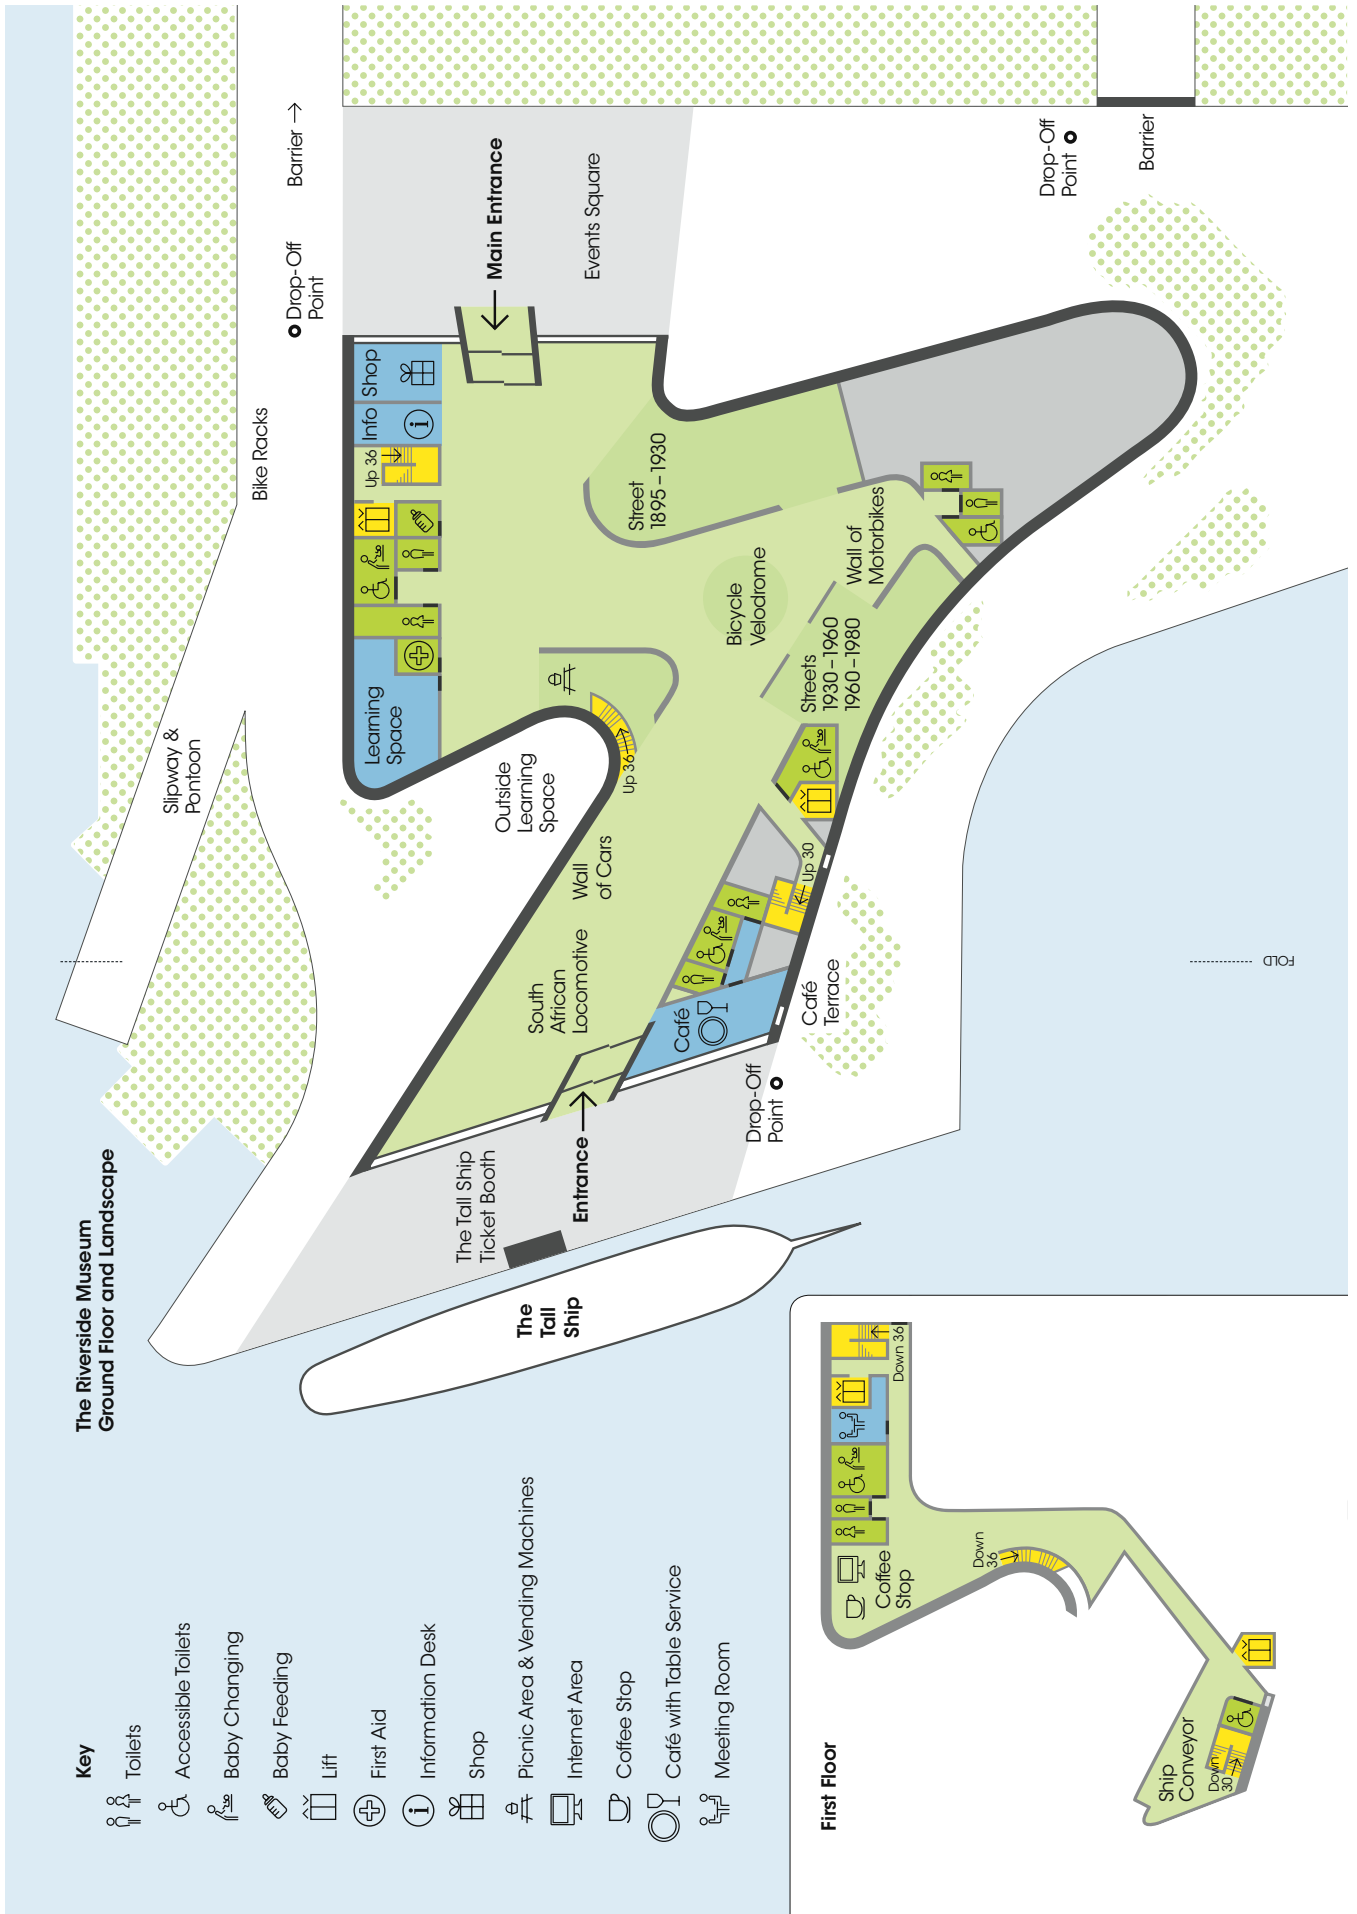 The Riverside Museum
Ground Floor and Landscape
Key
Toilets
Accessible Toilets
Baby Changing
Baby Feeding
Lift
First Aid
Information Desk
Shop
Picnic Area & Vending Machines
Internet Area
Coffee Stop
Café with Table Service
Meeting Room
Slipway &
Pontoon
Bike Racks
Barrier →
Drop-Off
Point
Main Entrance
Events Square
Shop
Info
i
Up 36
Learning
Space
Outside
Learning
Space
Up 36
Street
1895 – 1930
Bicycle
Velodrome
Wall of
Motorbikes
Streets
1930 – 1960
1960 – 1980
Wall
of Cars
South
African
Locomotive
Up 30
Café
Café
Terrace
Drop-Off
Point
Entrance
The Tall Ship
Ticket Booth
The
Tall
Ship
Drop-Off
Point
Barrier
FOLD
First Floor
Down 36
Coffee
Stop
Down
36
Ship
Conveyor
Down
30
i